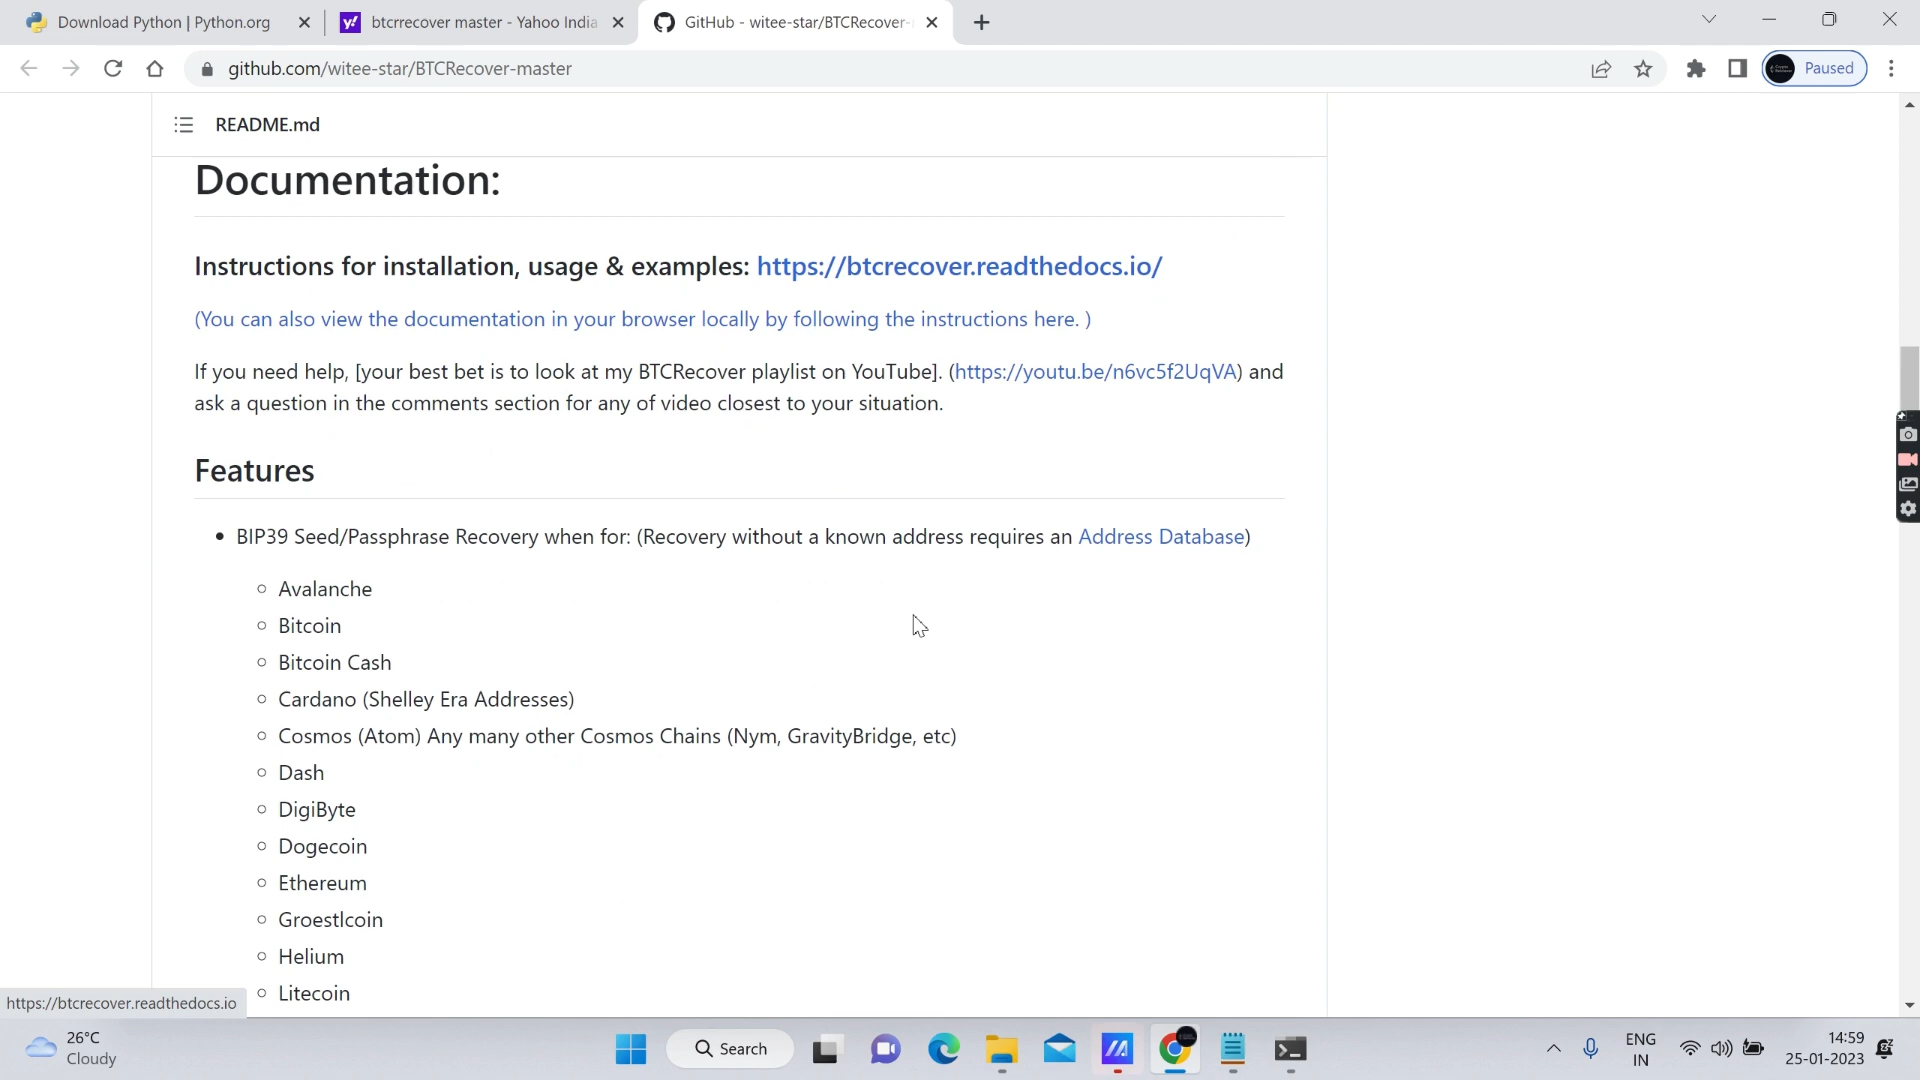 Download Python | Python.org
btcrrecover master - Yahoo India
GitHub - witee-star/BTCRecover-
github.com/witee-star/BTCRecover-master
Paused
README.md
Documentation:
Instructions for installation, usage & examples: https://btcrecover.readthedocs.io/
(You can also view the documentation in your browser locally by following the instructions here. )
If you need help, [your best bet is to look at my BTCRecover playlist on YouTube]. (https://youtu.be/n6vc5f2UqVA) and
ask a question in the comments section for any of video closest to your situation.
Features
• BIP39 Seed/Passphrase Recovery when for: (Recovery without a known address requires an Address Database)
Avalanche
Bitcoin
Bitcoin Cash
Cardano (Shelley Era Addresses)
Cosmos (Atom) Any many other Cosmos Chains (Nym, GravityBridge, etc)
Dash
DigiByte
Dogecoin
Ethereum
Groestlcoin
Helium
Litecoin
https://btcrecover.readthedocs.io
26°C
Cloudy
Search
ENG
IN
14:59
25-01-2023